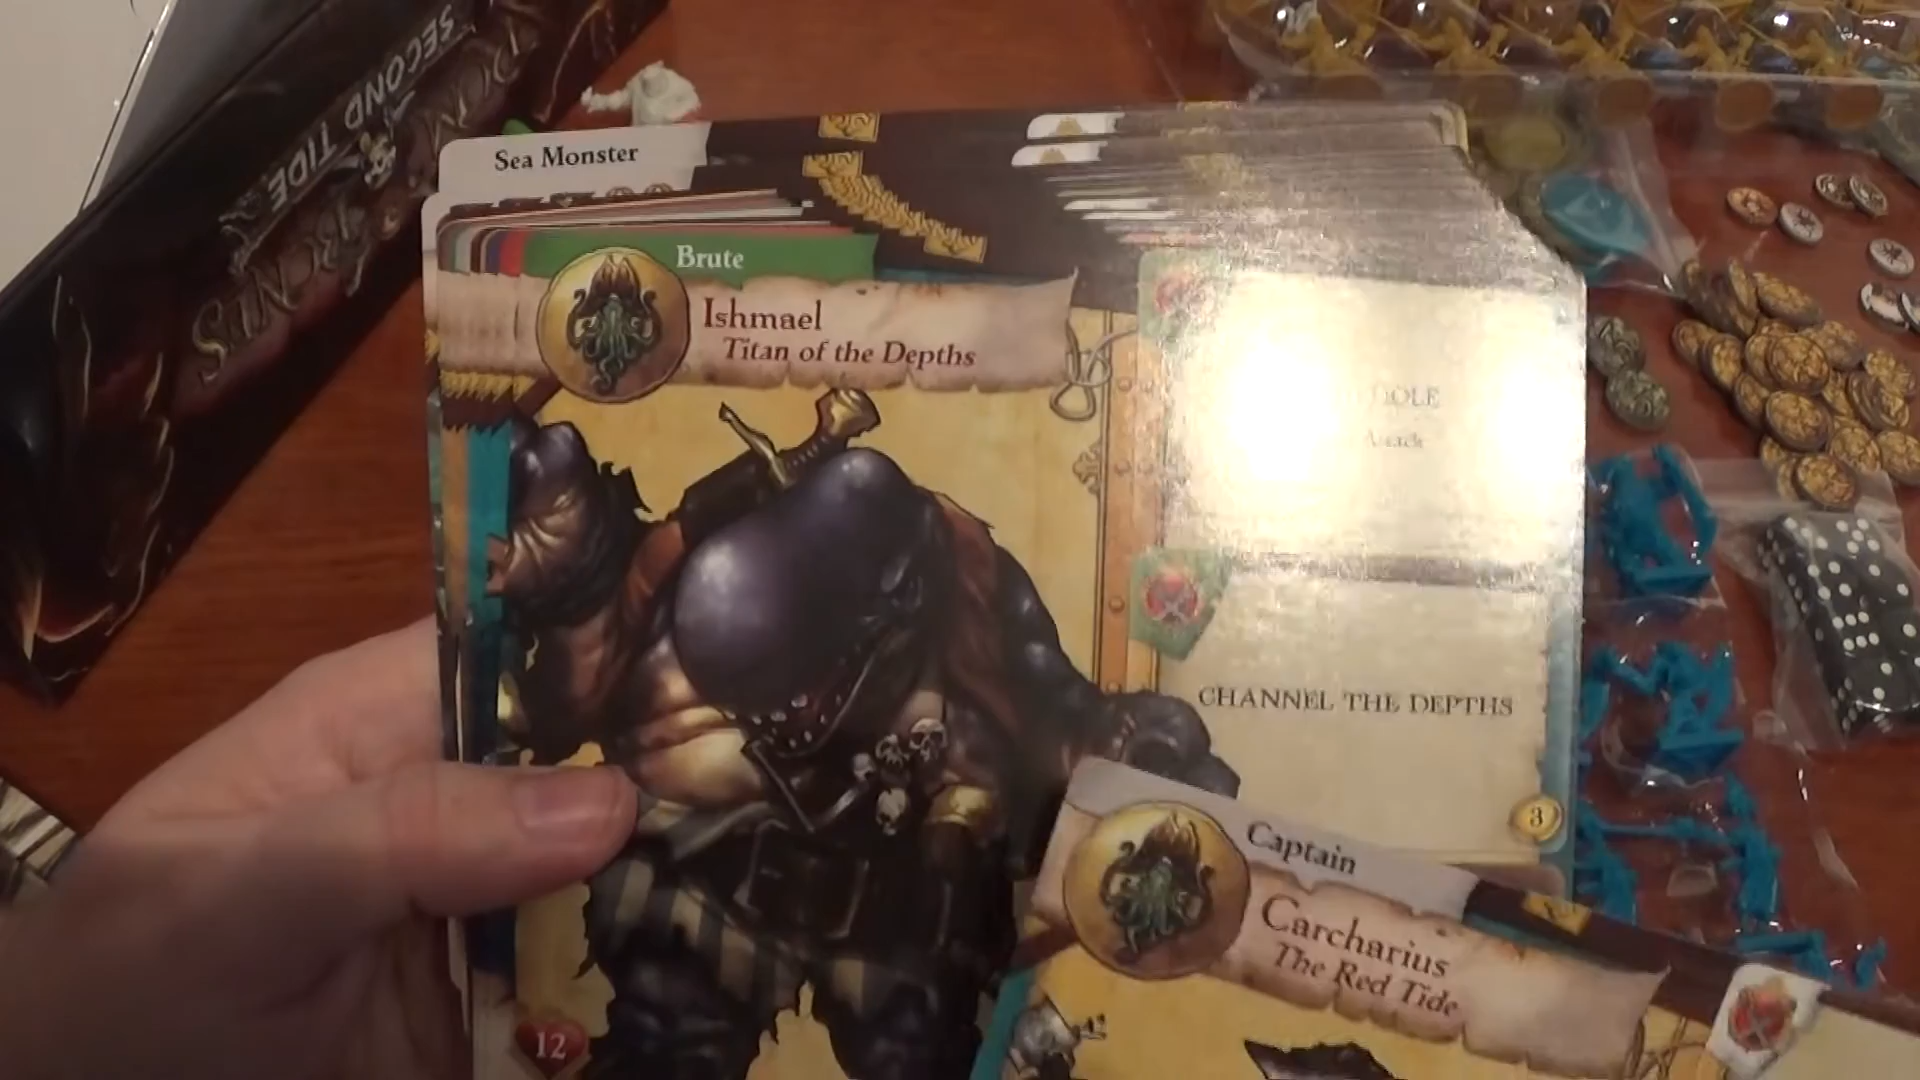 SECOND
TIDE
Sea Monster
Brute
Ishmael
Titan of the Depths
CHANNEL THE DEPTHS
3
Captain
Carcharius
The Red Tide
12